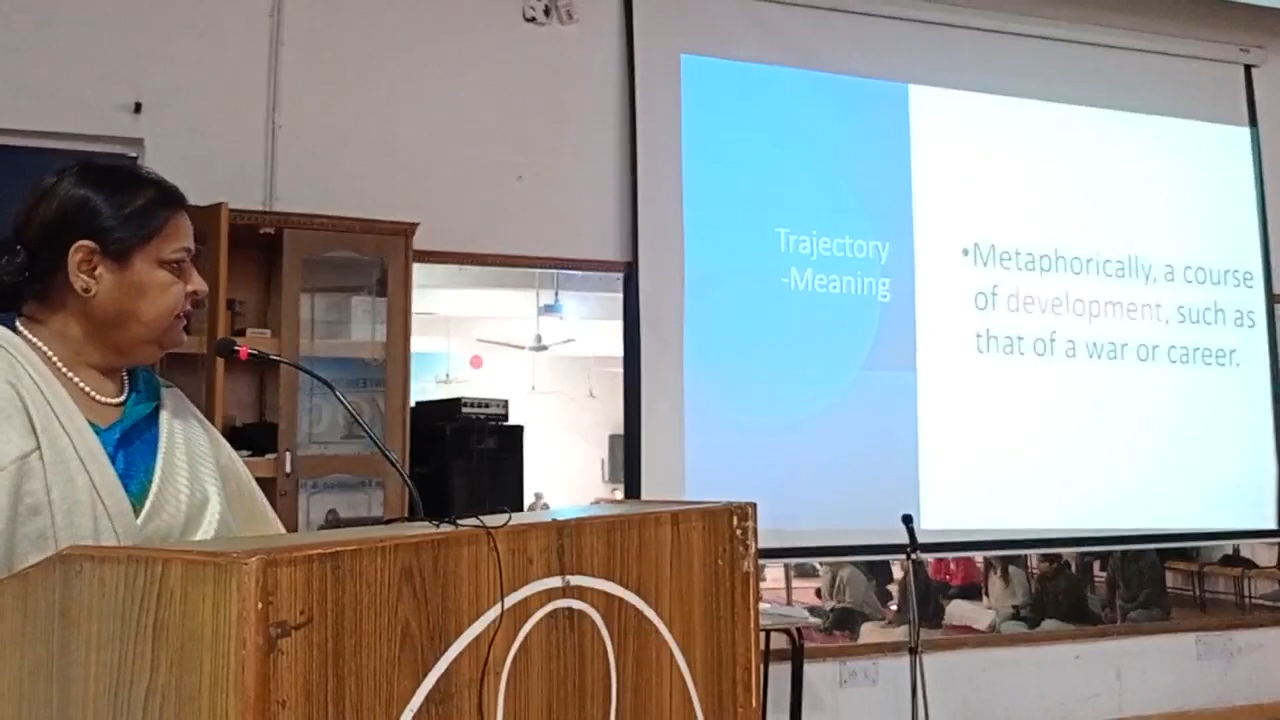 Trajectory
-Meaning
•Metaphorically, a course
of development, such as
that of a war or career.